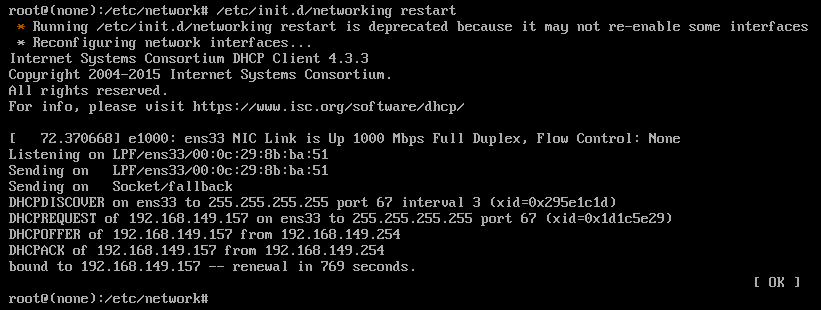 root@(none):/etc/network# /etc/init.d/networking restart
* Running /etc/init.d/networking restart is deprecated because it may not re-enable some interfaces
* Reconfiguring network interfaces...
Internet Systems Consortium DHCP Client 4.3.3
Copyright 2004-2015 Internet Systems Consortium.
All rights reserved.
For info, please visit https://www.isc.org/software/dhcp/
[   72.370668] e1000: ens33 NIC Link is Up 1000 Mbps Full Duplex, Flow Control: None
Listening on LPF/ens33/00:0c:29:8b:ba:51
Sending on   LPF/ens33/00:0c:29:8b:ba:51
Sending on   Socket/fallback
DHCPDISCOVER on ens33 to 255.255.255.255 port 67 interval 3 (xid=0x295e1c1d)
DHCPREQUEST of 192.168.149.157 on ens33 to 255.255.255.255 port 67 (xid=0x1d1c5e29)
DHCPOFFER of 192.168.149.157 from 192.168.149.254
DHCPACK of 192.168.149.157 from 192.168.149.254
bound to 192.168.149.157 -- renewal in 769 seconds.
[ OK ]
root@(none):/etc/network#